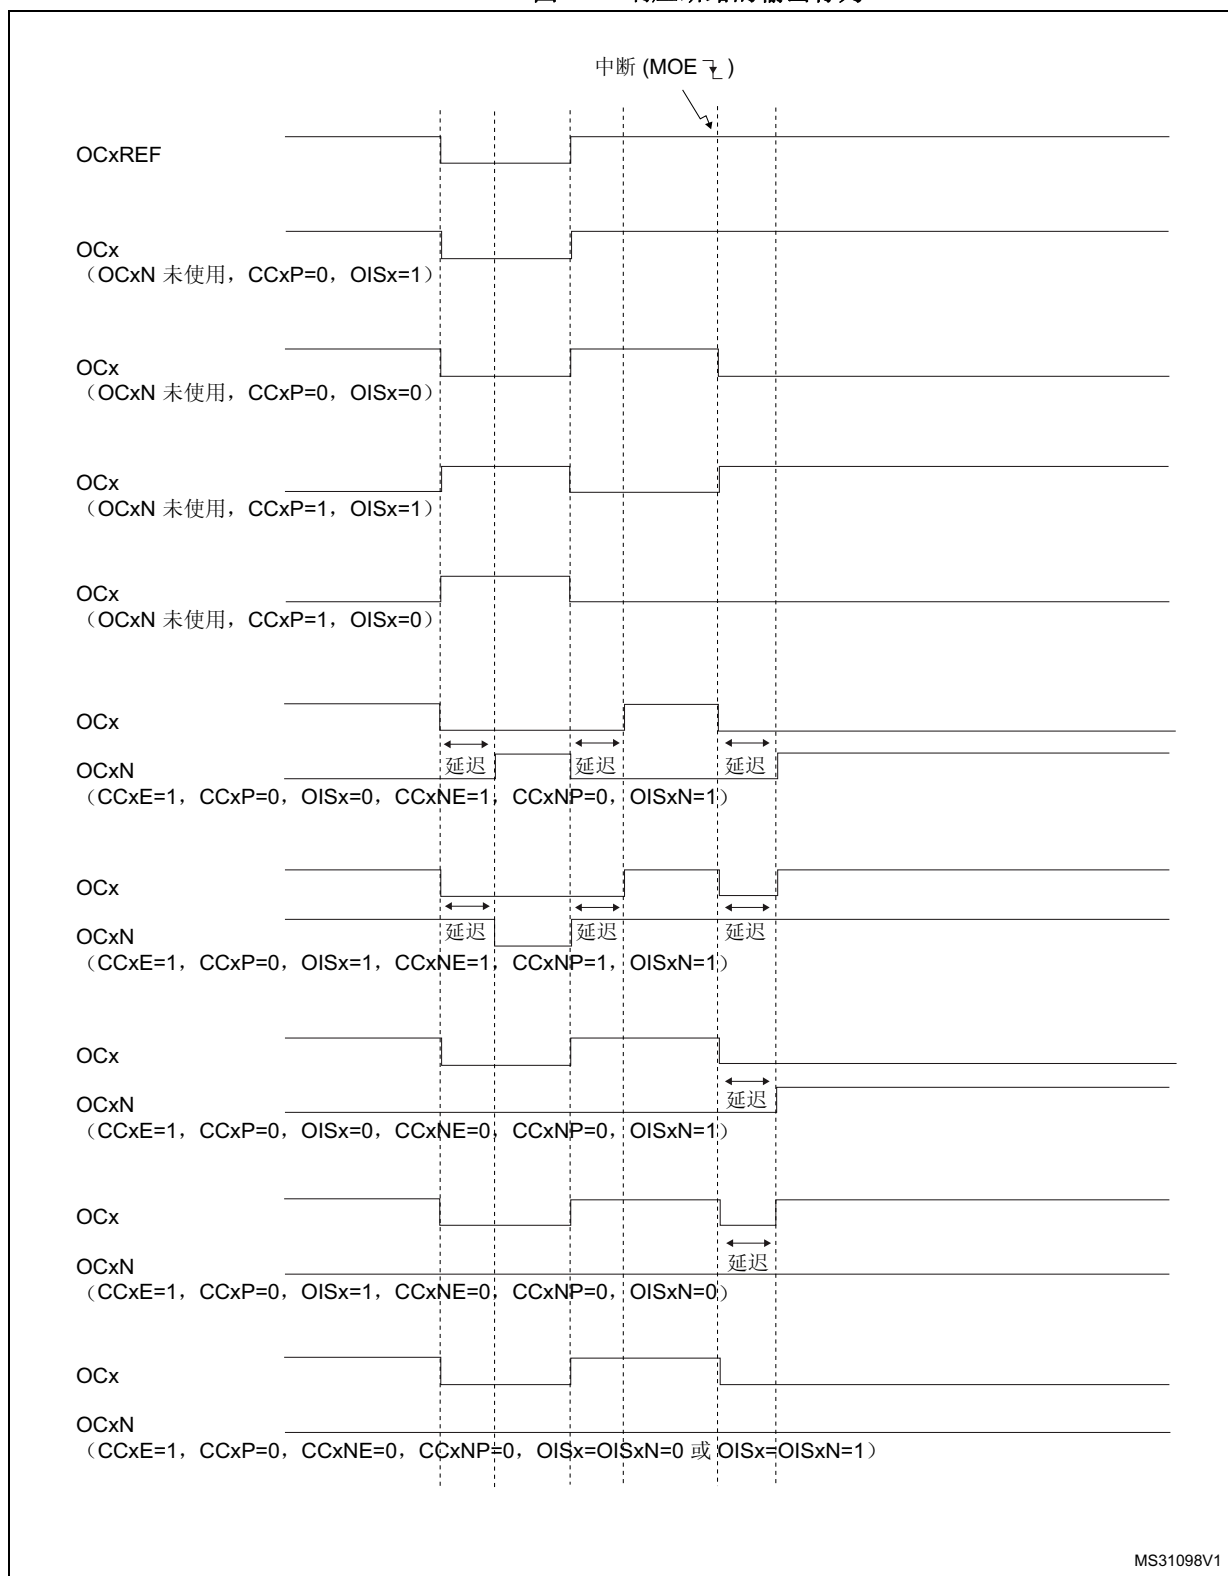 中断 (MOE )
OCxREF
OCx
（OCxN 未使用，CCxP=0，OISx=1）
OCx
（OCxN 未使用，CCxP=0，OISx=0）
OCx
（OCxN 未使用，CCxP=1，OISx=1）
OCx
（OCxN 未使用，CCxP=1，OISx=0）
OCx
延迟 延迟 延迟
OCxN
（CCxE=1，CCxP=0，OISx=0，CCxNE=1，CCxNP=0，OISxN=1）
OCx
延迟 延迟 延迟
OCxN
（CCxE=1，CCxP=0，OISx=1，CCxNE=1，CCxNP=1，OISxN=1）
OCx
延迟
OCxN
（CCxE=1，CCxP=0，OISx=0，CCxNE=0，CCxNP=0，OISxN=1）
OCx
延迟
OCxN
（CCxE=1，CCxP=0，OISx=1，CCxNE=0，CCxNP=0，OISxN=0）
OCx
OCxN
（CCxE=1，CCxP=0，CCxNE=0，CCxNP=0，OISx=OISxN=0 或 OISx=OISxN=1）
MS31098V1